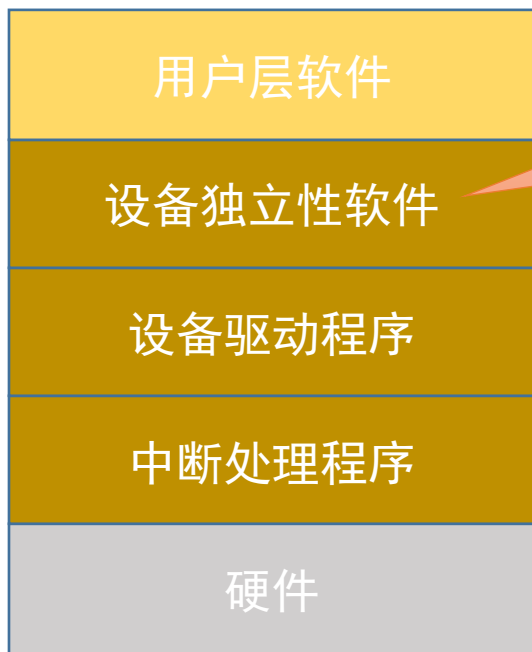 用户层软件
设备独立性软件
设备驱动程序
中断处理程序
硬件